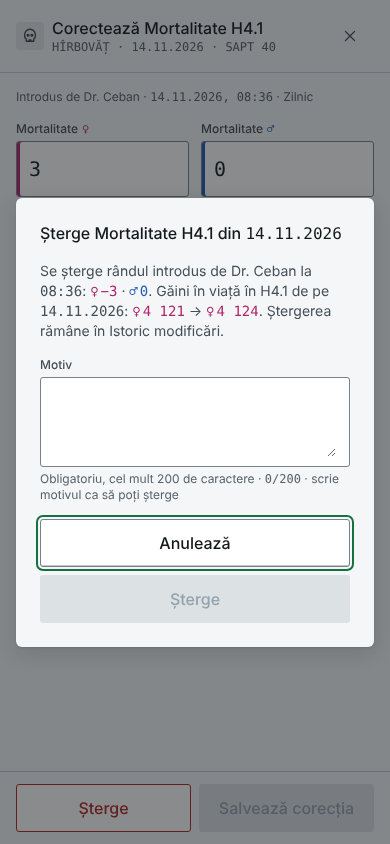 Corectează Mortalitate H4.1
HÎRBOVĂȚ · 14.11.2026 · SAPT 40
Introdus de Dr. Ceban · 14.11.2026, 08:36 · Zilnic
Mortalitate ♀ Mortalitate ♂
3 0
Șterge Mortalitate H4.1 din 14.11.2026
Se șterge rândul introdus de Dr. Ceban la
08:36: ♀−3 · ♂0. Găini în viață în H4.1 de pe
14.11.2026: ♀4 121 → ♀4 124. Ștergerea
rămâne în Istoric modificări.
Motiv
Obligatoriu, cel mult 200 de caractere · 0/200 · scrie
motivul ca să poți șterge
Anulează
Șterge
Șterge Salvează corecția